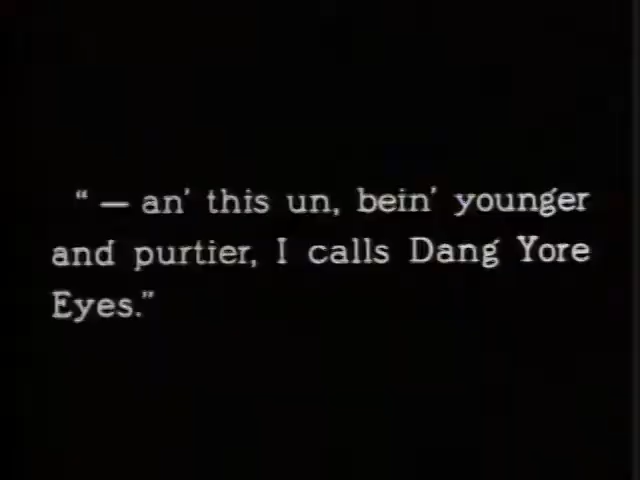 “ — an’ this un, bein’ younger
and purtier, I calls Dang Yore
Eyes.”